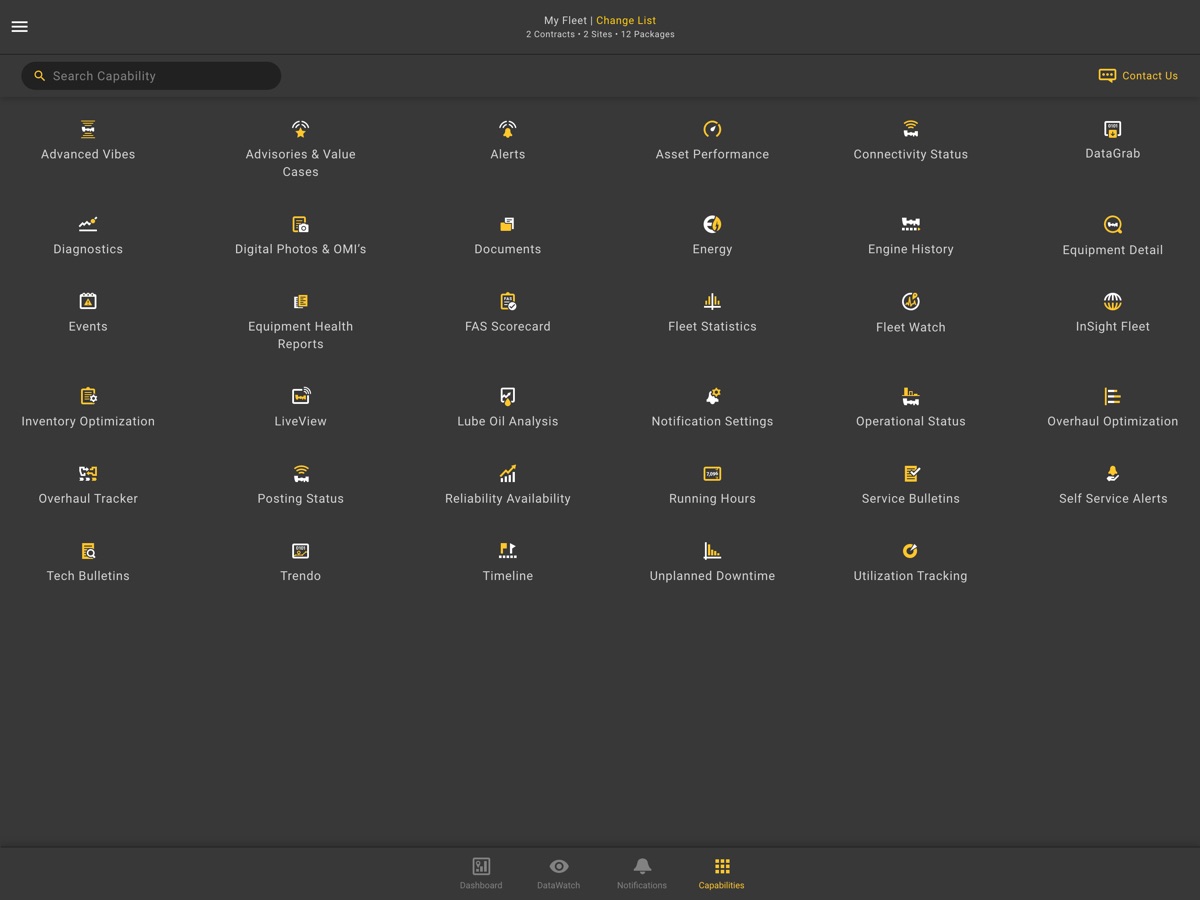 My Fleet | Change List
2 Contracts • 2 Sites • 12 Packages
Search Capability
Contact Us
Advanced Vibes
Advisories & Value
Cases
Alerts
Asset Performance
Connectivity Status
0101
DataGrab
Diagnostics
Digital Photos & OMI’s
Documents
Energy
Engine History
Equipment Detail
Events
Equipment Health
Reports
FAS
FAS Scorecard
Fleet Statistics
Fleet Watch
InSight Fleet
Inventory Optimization
LiveView
Lube Oil Analysis
Notification Settings
Operational Status
Overhaul Optimization
Overhaul Tracker
Posting Status
Reliability Availability
Running Hours
Service Bulletins
Self Service Alerts
Tech Bulletins
0101
Trendo
Timeline
Unplanned Downtime
Utilization Tracking
Dashboard
DataWatch
Notifications
Capabilities